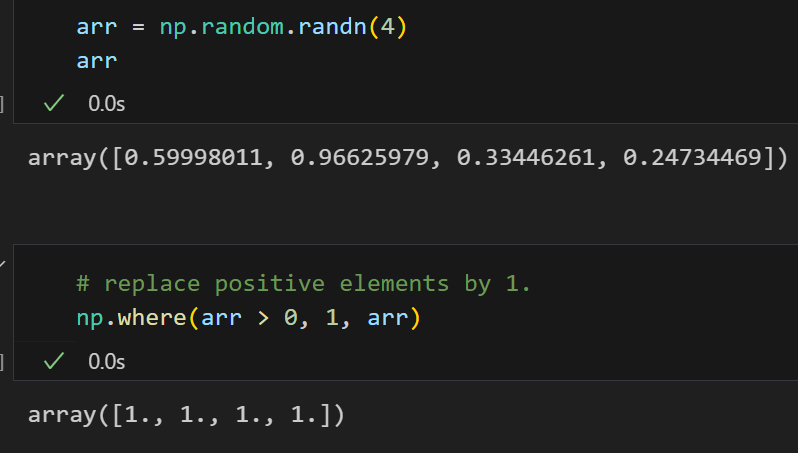 arr = np.random.randn(4)
arr
] ✓ 0.0s
array([0.59998011, 0.96625979, 0.33446261, 0.24734469])
# replace positive elements by 1.
np.where(arr > 0, 1, arr)
] ✓ 0.0s
array([1., 1., 1., 1.])